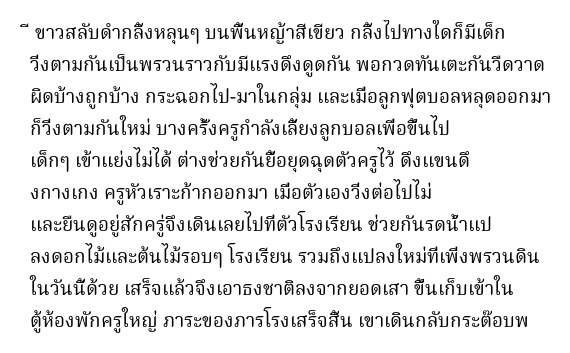 ี ขาวสลับดำกลิ้งหลุนๆ บนพื้นหญ้าสีเขียว กลิ้งไปทางใดก็มีเด็ก
วิ่งตามกันเป็นพรวนราวกับมีแรงดึงดูดกัน พอกวดทันเตะกันวืดวาด
ผิดบ้างถูกบ้าง กระฉอกไป-มาในกลุ่ม และเมื่อลูกฟุตบอลหลุดออกมา
ก็วิ่งตามกันใหม่ บางครั้งครูกำลังเลี้ยงลูกบอลเพื่อขึ้นไป
เด็กๆ เข้าแย่งไม่ได้ ต่างช่วยกันยื้อยุดฉุดตัวครูไว้ ดึงแขนดึ
งกางเกง ครูหัวเราะก้ากออกมา เมื่อตัวเองวิ่งต่อไปไม่
และยืนดูอยู่สักครู่จึงเดินเลยไปที่ตัวโรงเรียน ช่วยกันรดน้ำแป
ลงดอกไม้และต้นไม้รอบๆ โรงเรียน รวมถึงแปลงใหม่ที่เพิ่งพรวนดิน
ในวันนี้ด้วย เสร็จแล้วจึงเอาธงชาติลงจากยอดเสา ขึ้นเก็บเข้าใน
ตู้ห้องพักครูใหญ่ ภาระของภารโรงเสร็จสิ้น เขาเดินกลับกระต๊อบพ